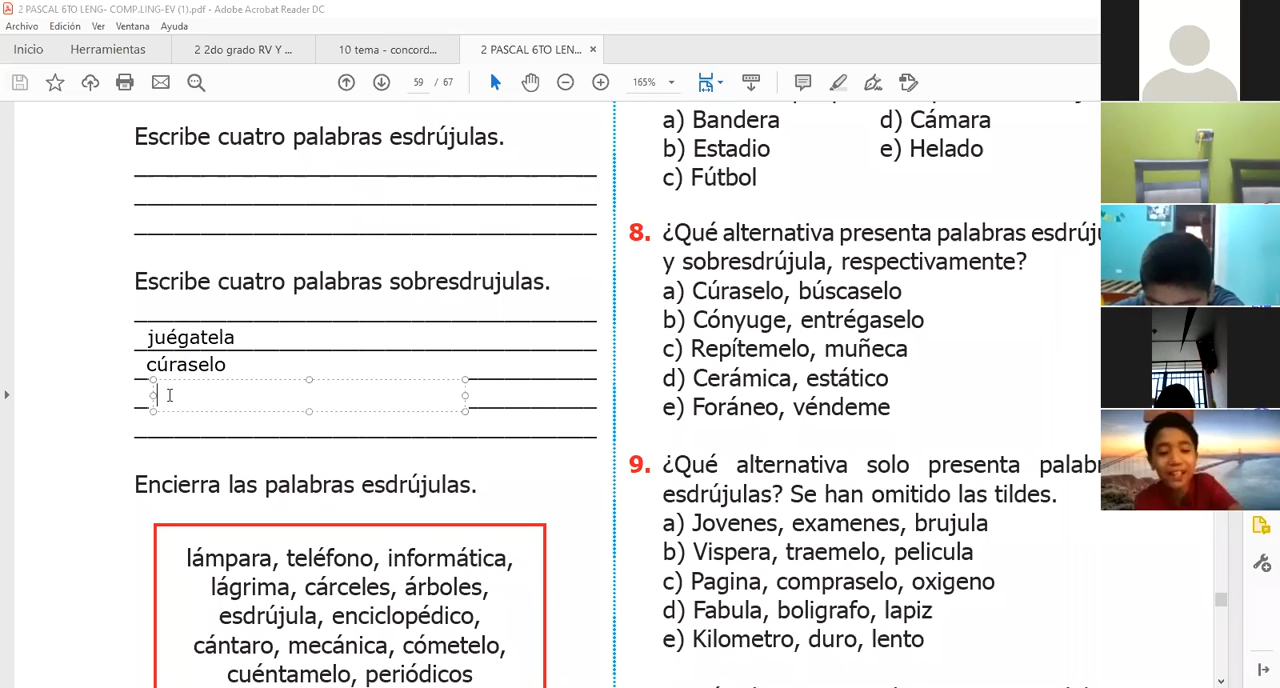 2 PASCAL 6TO LENG- COMP.LING-EV (1).pdf - Adobe Acrobat Reader DC
Archivo Edición Ver Ventana Ayuda
Inicio Herramientas 2 2do grado RV Y ... 10 tema - concord... 2 PASCAL 6TO LEN... ×
59 / 67 165%
Escribe cuatro palabras esdrújulas.
Escribe cuatro palabras sobresdrujulas.
juégatela
cúraselo
Encierra las palabras esdrújulas.
lámpara, teléfono, informática,
lágrima, cárceles, árboles,
esdrújula, enciclopédico,
cántaro, mecánica, cómetelo,
cuéntamelo, periódicos
a) Bandera d) Cámara
b) Estadio e) Helado
c) Fútbol
8. ¿Qué alternativa presenta palabras esdrúju
y sobresdrújula, respectivamente?
a) Cúraselo, búscaselo
b) Cónyuge, entrégaselo
c) Repítemelo, muñeca
d) Cerámica, estático
e) Foráneo, véndeme
9. ¿Qué alternativa solo presenta palabr
esdrújulas? Se han omitido las tildes.
a) Jovenes, examenes, brujula
b) Vispera, traemelo, pelicula
c) Pagina, compraselo, oxigeno
d) Fabula, boligrafo, lapiz
e) Kilometro, duro, lento